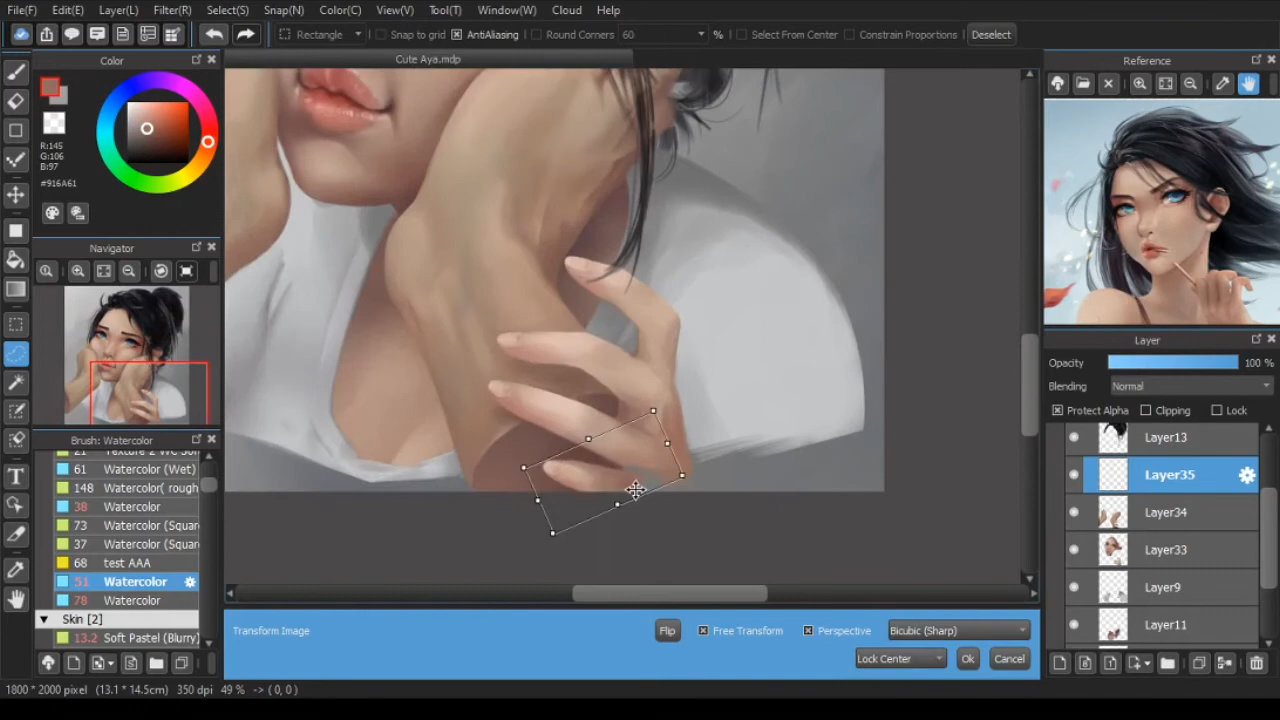 File(F) Edit(E) Layer(L) Filter(R) Select(S) Snap(N) Color(C) View(V) Tool(T) Window(W) Cloud Help
Rectangle Snap to grid AntiAliasing Round Corners 60 % Select From Center Constrain Proportions Deselect
Color
Cute Aya.mdp
Reference
R:145
G:106
B:97
#916A61
Navigator
Layer
Opacity 100 %
Blending Normal
Protect Alpha Clipping Lock
Brush: Watercolor
61 Watercolor (Wet)
148 Watercolor( rough
38 Watercolor
73 Watercolor (Squar
37 Watercolor (Squar
68 test AAA
51 Watercolor
78 Watercolor
Skin [2]
13.2 Soft Pastel (Blurry)
Layer13
Layer35
Layer34
Layer33
Layer9
Layer11
Transform Image Flip Free Transform Perspective Bicubic (Sharp)
Lock Center Ok Cancel
1800 * 2000 pixel (13.1 * 14.5cm) 350 dpi 49 % -> ( 0, 0 )